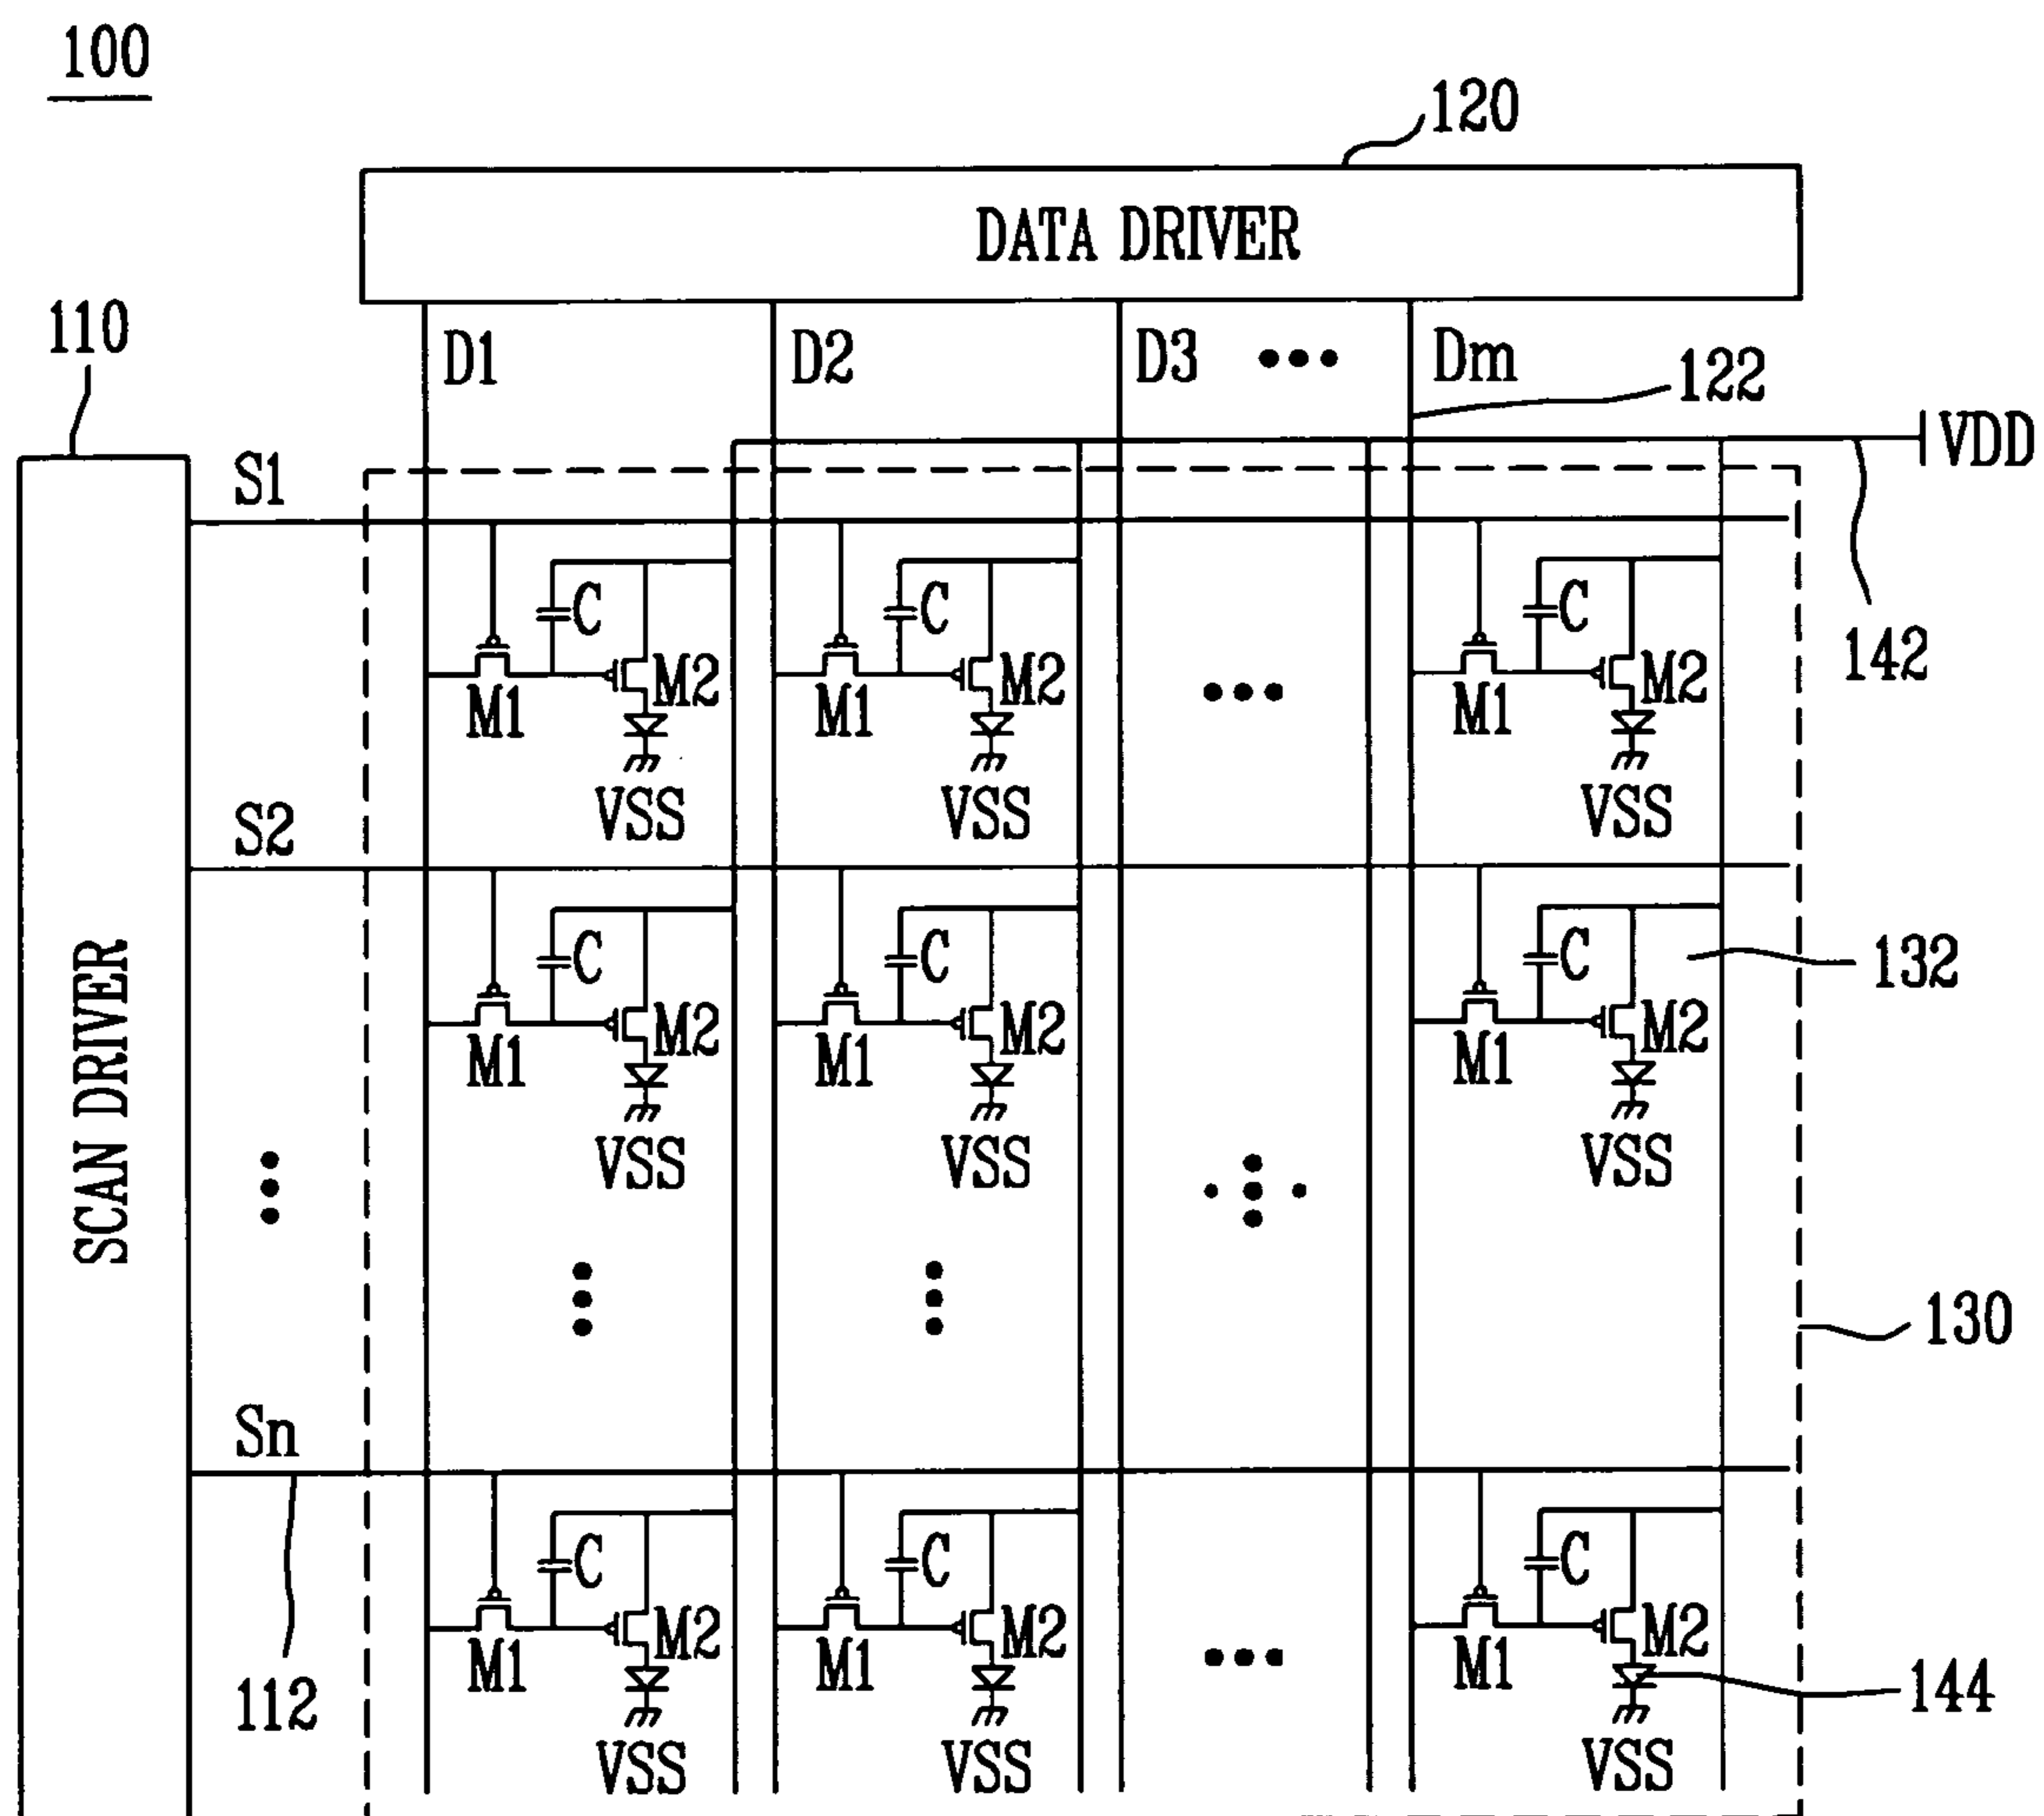 100
120
DATA DRIVER
110
D1 D2 D3 ••• Dm
122
VDD
S1
C C C
M2 M2 M2
M1 M1 M1
142
VSS VSS VSS
S2
C C C
132
M2 M2 M2
M1 M1 M1
VSS VSS VSS
SCAN DRIVER
130
Sn
C C C
M2 M2 M2
M1 M1 M1
144
112
VSS VSS VSS